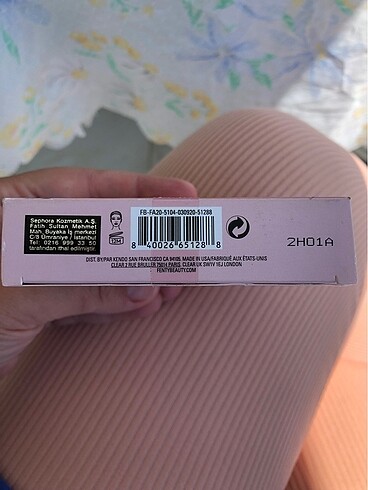 Sephora Kozmetik A.Ş.
Fatih Sultan Mehmet
Mah. Buyaka İş merkezi
C/8 Ümraniye / İstanbul
Tel: 0216 999 33 50
tarafından ithal edilmiştir.
12M
FB-FA20-5104-030920-51288
8 40026 65128 8
2H01A
DIST. BY/PAR KENDO SAN FRANCISCO CA 94105. MADE IN USA/FABRIQUÉ AUX ÉTATS-UNIS
CLEAR 2 RUE BRULLER 75014 PARIS. CLEAR UK SW1V 1EJ LONDON
FENTYBEAUTY.COM